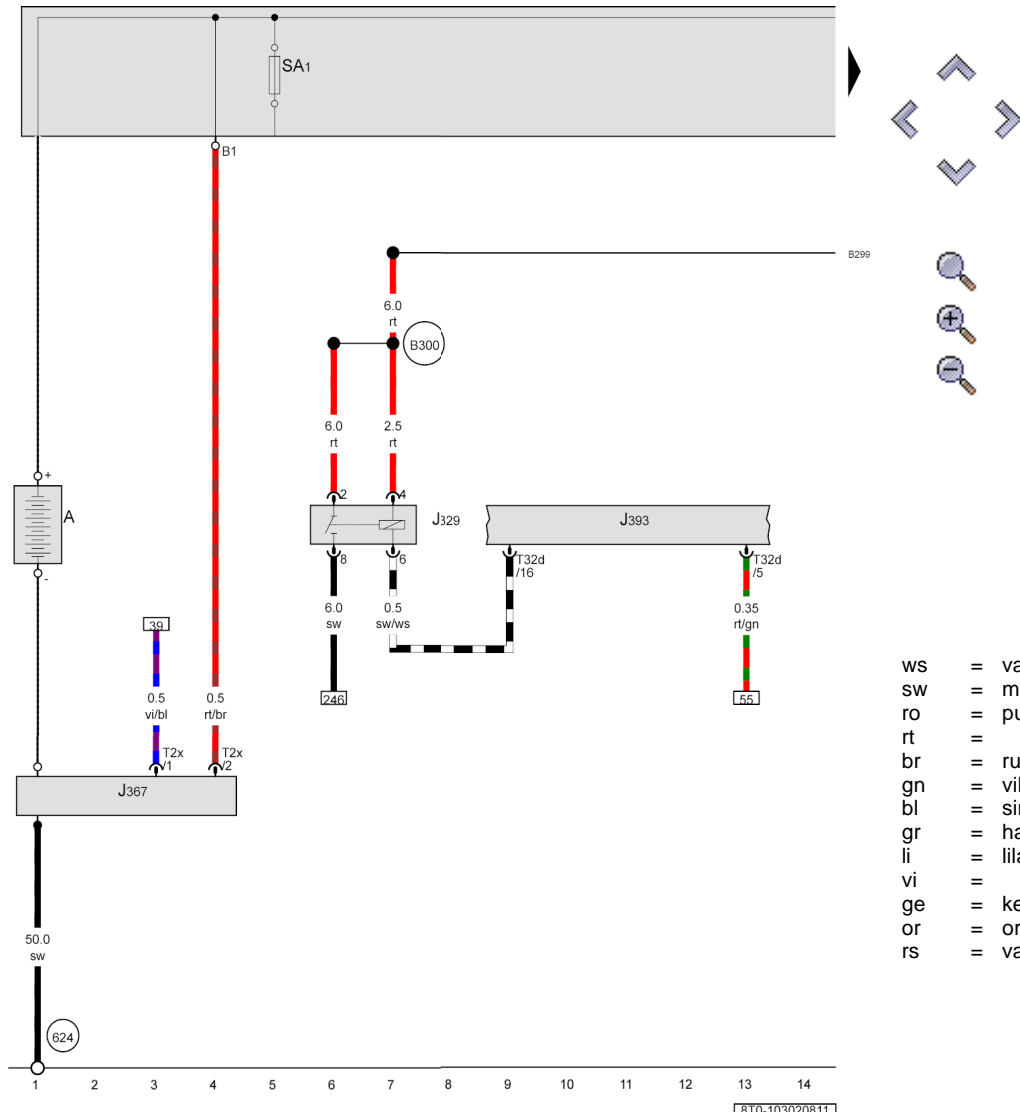 SA1
B1
B299
6.0
rt
B300
6.0
rt
2.5
rt
+
A
-
2
4
J329
J393
8
6
T32d
/16
T32d
/5
6.0
sw
0.5
sw/ws
0.35
rt/gn
39
246
55
0.5
vi/bl
0.5
rt/br
T2x
/1
T2x
/2
J367
50.0
sw
624
1 2 3 4 5 6 7 8 9 10 11 12 13 14
8T0-103020811
ws =
sw =
ro =
rt =
br =
gn =
bl =
gr =
li =
vi =
ge =
or =
rs =